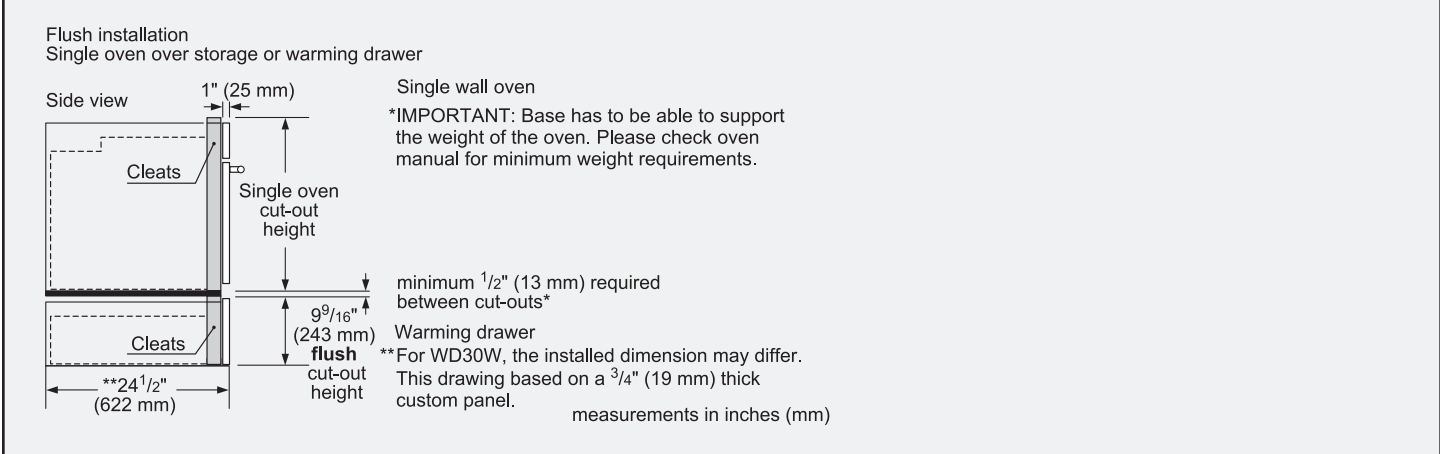 Flush installation
Single oven over storage or warming drawer
Side view
1" (25 mm)
Cleats
Single oven
cut-out
height
Single wall oven
*IMPORTANT: Base has to be able to support
the weight of the oven. Please check oven
manual for minimum weight requirements.
minimum 1/2" (13 mm) required
between cut-outs*
9 9/16"
(243 mm)
flush
cut-out
height
Cleats
**24 1/2"
(622 mm)
Warming drawer
**For WD30W, the installed dimension may differ.
This drawing based on a 3/4" (19 mm) thick
custom panel.
measurements in inches (mm)